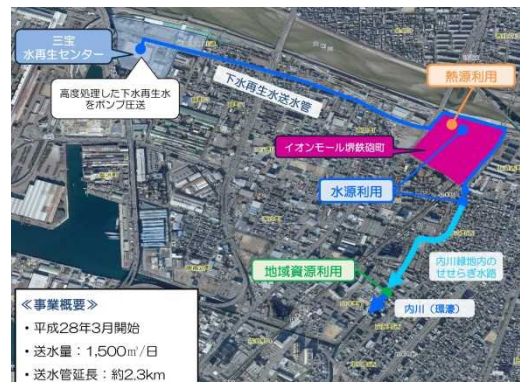 三宝
水再生センター
高度処理した下水再生水
をポンプ圧送
下水再生水送水管
熱源利用
イオンモール堺鉄砲町
水源利用
内川緑地内の
せせらぎ水路
地域資源利用
内川（環濠）
≪事業概要≫
・平成28年3月開始
・送水量：1,500㎥/日
・送水管延長：約2.3km